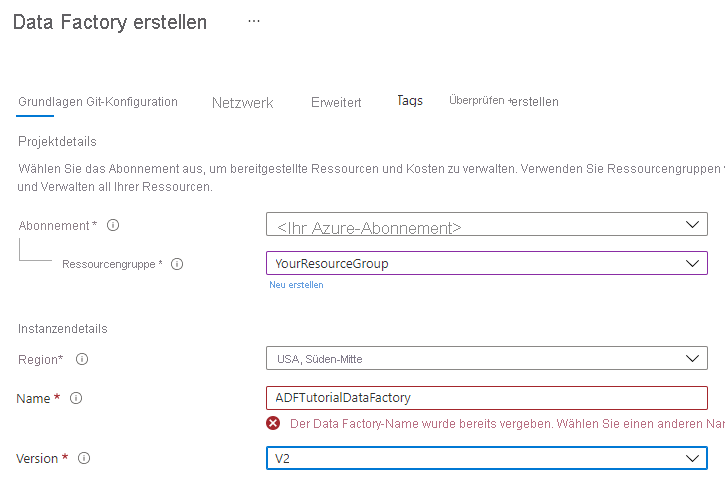 Data Factory erstellen ...
Grundlagen Git-Konfiguration Netzwerk Erweitert Tags Überprüfen + erstellen
Projektdetails
Wählen Sie das Abonnement aus, um bereitgestellte Ressourcen und Kosten zu verwalten. Verwenden Sie Ressourcengruppen
und Verwalten all Ihrer Ressourcen.
Abonnement * <Ihr Azure-Abonnement>
Ressourcengruppe * YourResourceGroup
Neu erstellen
Instanzendetails
Region* USA, Süden-Mitte
Name * ADFTutorialDataFactory
Der Data Factory-Name wurde bereits vergeben. Wählen Sie einen anderen Nar
Version * V2